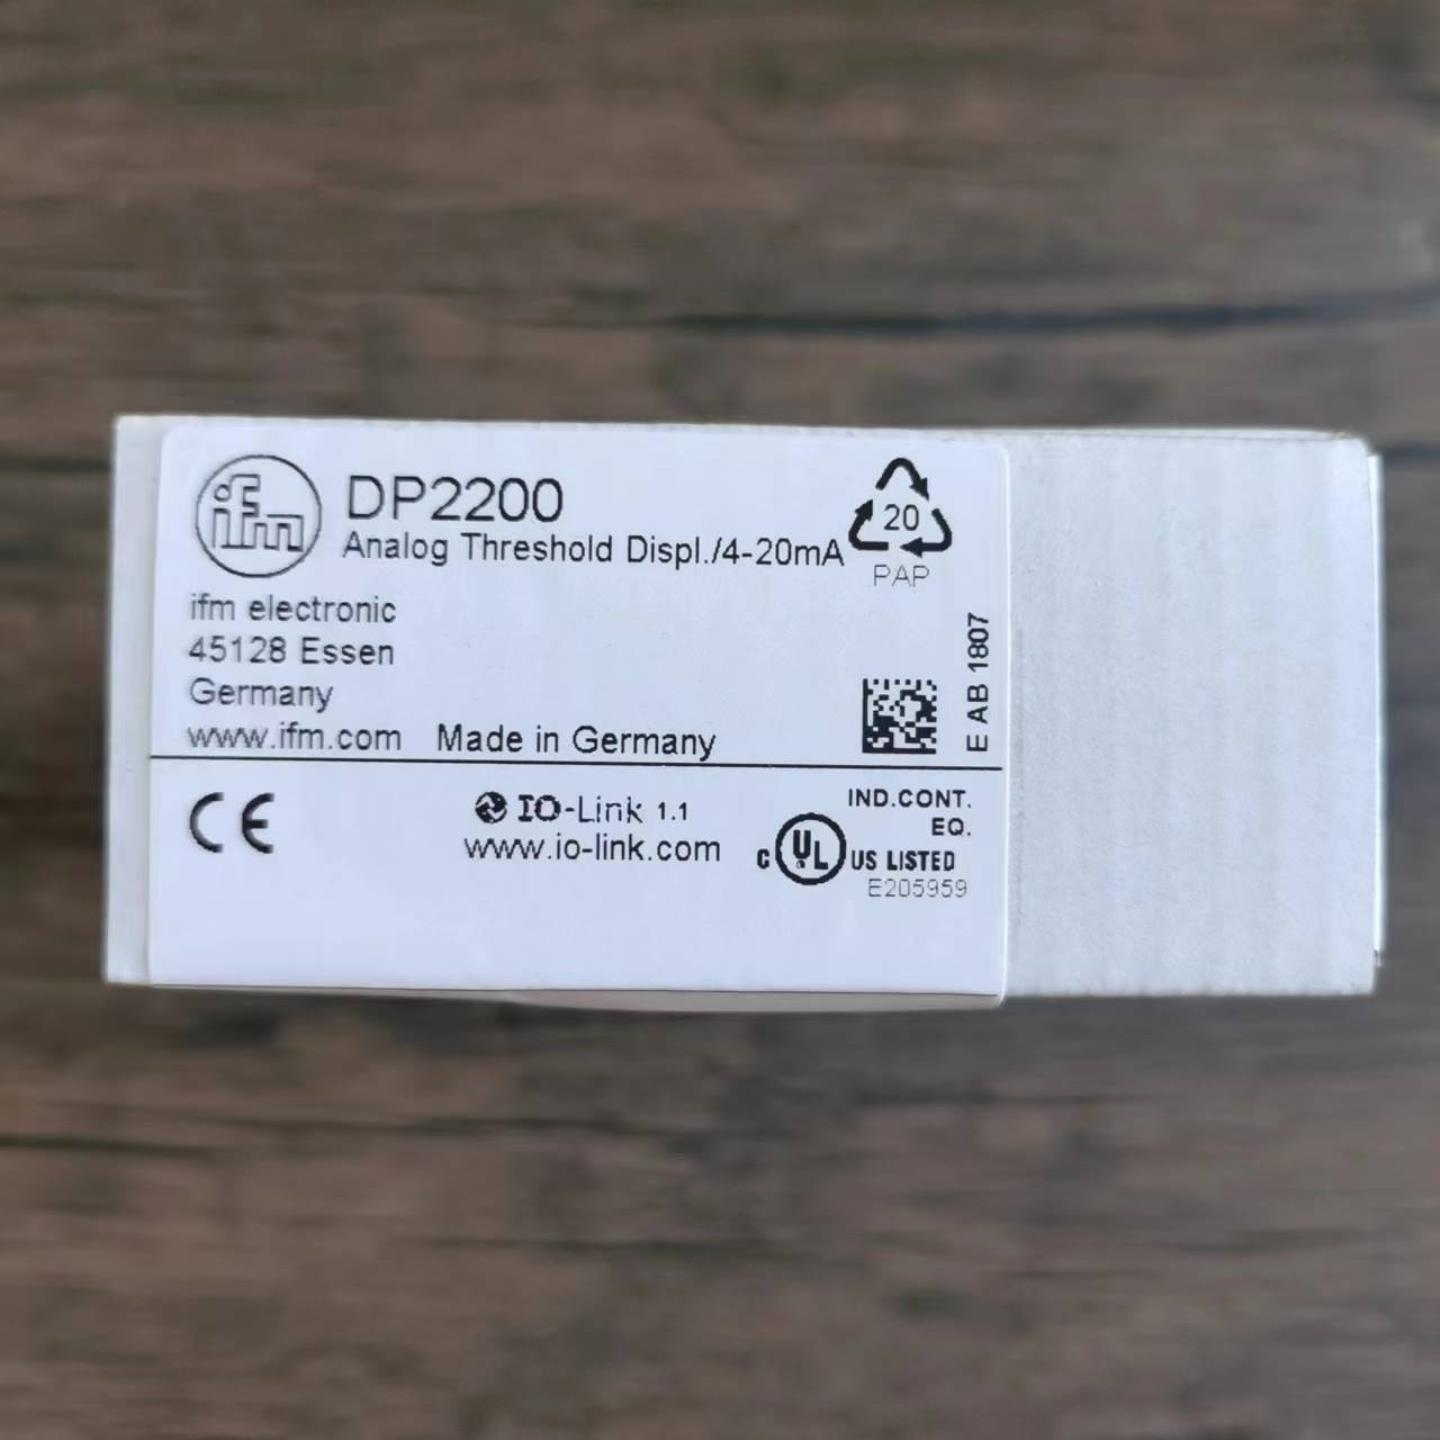 ifm
DP2200
Analog Threshold Displ./4-20mA
20
PAP
ifm electronic
45128 Essen
Germany
www.ifm.com
Made in Germany
E AB 1807
CE
IO-Link 1.1
www.io-link.com
IND.CONT.
EQ.
C UL US LISTED
E205959